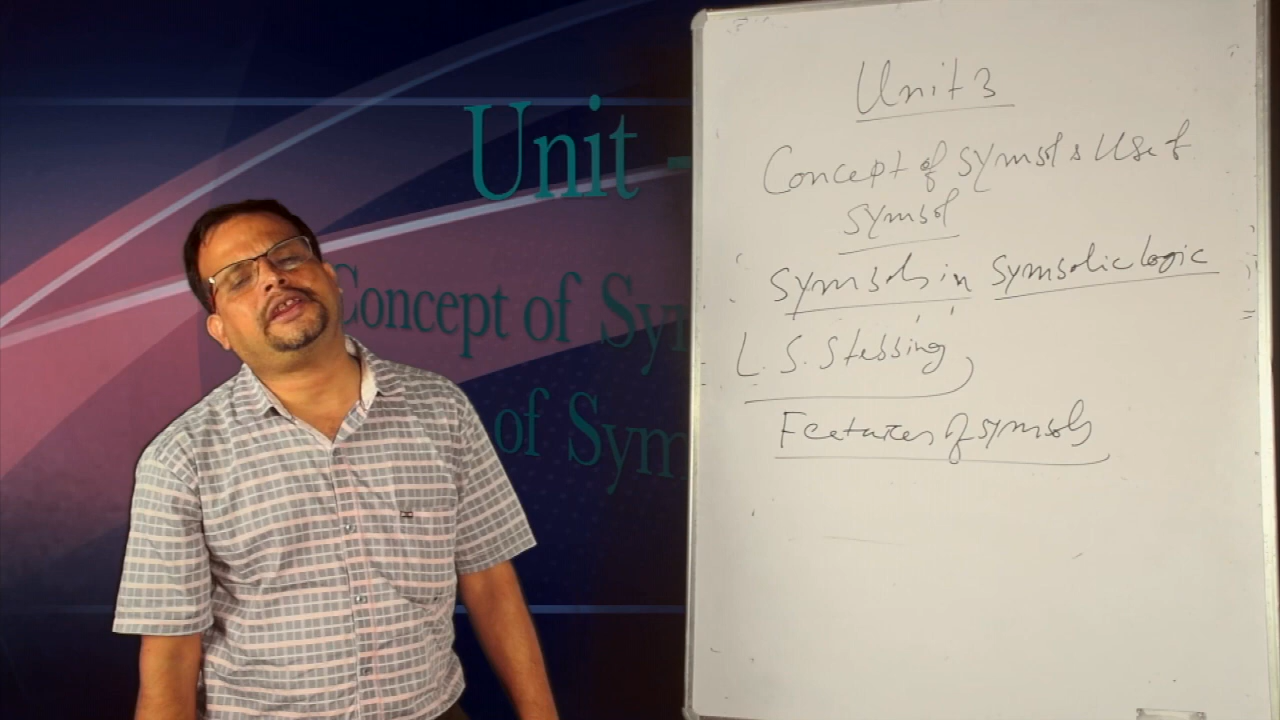 Unit -
Concept of Sym
of Sym
Unit 3
Concept of symbol & Use of
symbol
symbols in symbolic logic
L. S. Stebbing
Features of symbols